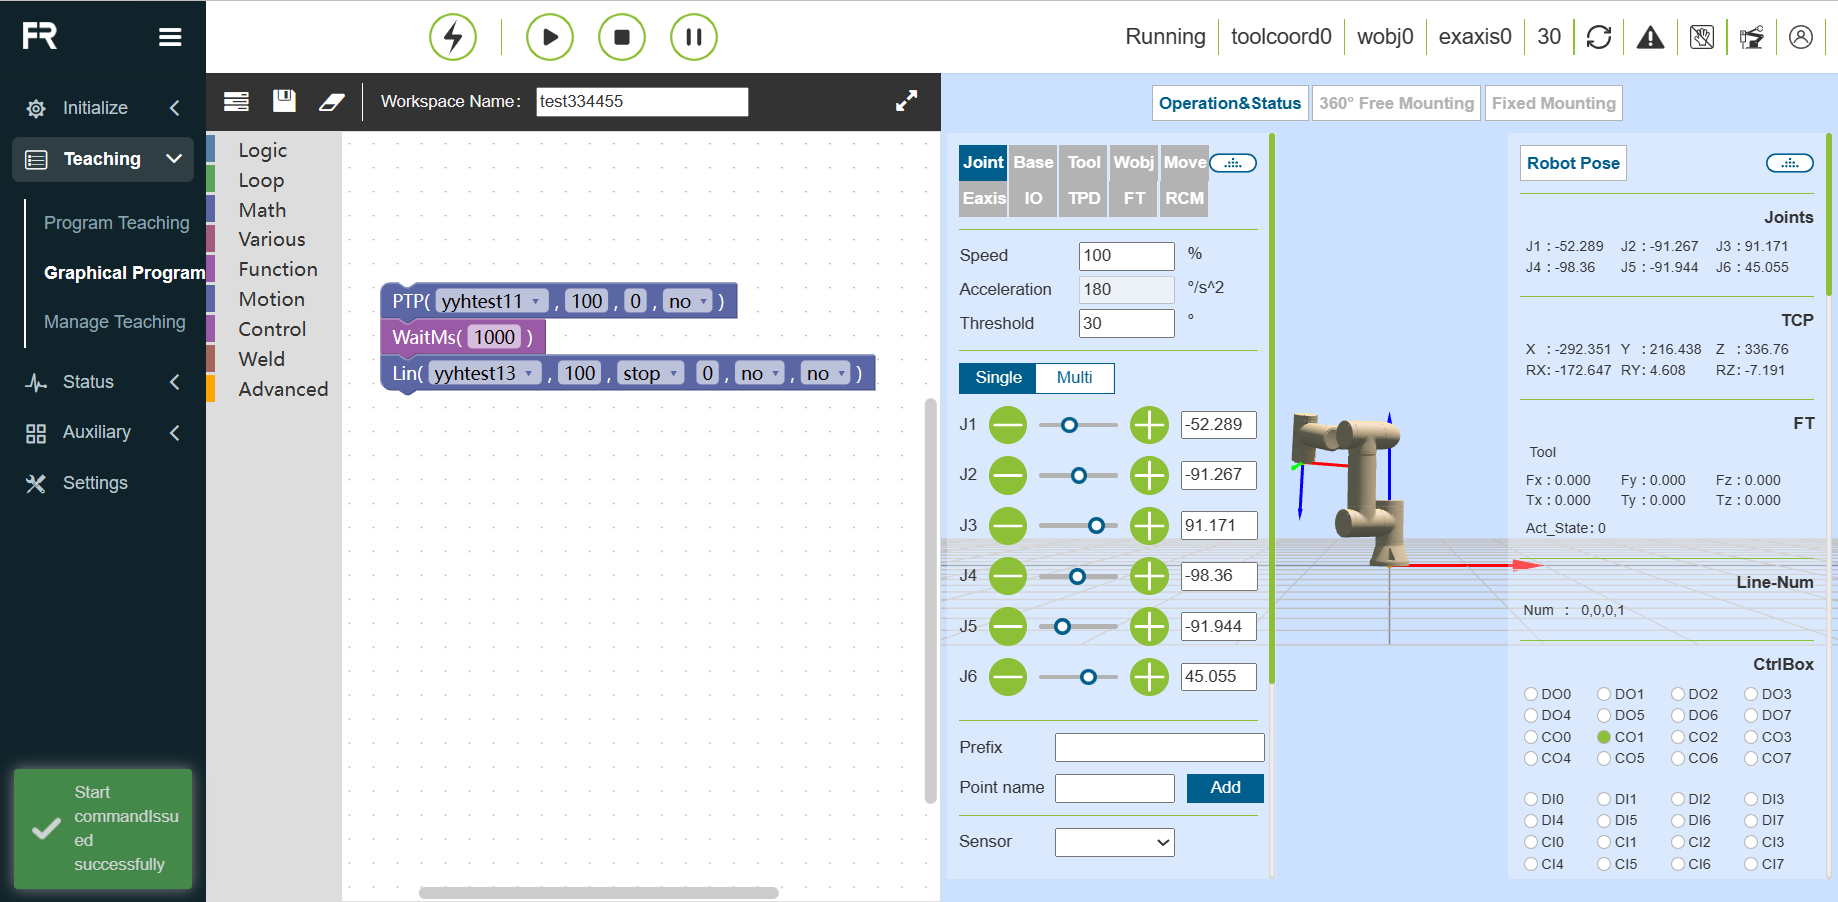 FR
Running toolcoord0 wobj0 exaxis0 30
Initialize
Teaching
Program Teaching
Graphical Program
Manage Teaching
Status
Auxiliary
Settings
Start
commandIssu
ed
successfully
Workspace Name: test334455
Logic
Loop
Math
Various
Function
Motion
Control
Weld
Advanced
PTP( yyhtest11 , 100 , 0 , no )
WaitMs( 1000 )
Lin( yyhtest13 , 100 , stop 0 , no , no )
Operation&Status 360° Free Mounting Fixed Mounting
Joint Base Tool Wobj Move
Eaxis IO TPD FT RCM
Speed 100 %
Acceleration 180 °/s^2
Threshold 30 °
Single Multi
J1 -52.289
J2 -91.267
J3 91.171
J4 -98.36
J5 -91.944
J6 45.055
Prefix
Point name Add
Sensor
Robot Pose
Joints
J1 : -52.289 J2 : -91.267 J3 : 91.171
J4 : -98.36 J5 : -91.944 J6 : 45.055
TCP
X : -292.351 Y : 216.438 Z : 336.76
RX: -172.647 RY: 4.608 RZ: -7.191
FT
Tool
Fx : 0.000 Fy : 0.000 Fz : 0.000
Tx : 0.000 Ty : 0.000 Tz : 0.000
Act_State: 0
Line-Num
Num : 0,0,0,1
CtrlBox
DO0 DO1 DO2 DO3
DO4 DO5 DO6 DO7
CO0 CO1 CO2 CO3
CO4 CO5 CO6 CO7
DI0 DI1 DI2 DI3
DI4 DI5 DI6 DI7
CI0 CI1 CI2 CI3
CI4 CI5 CI6 CI7